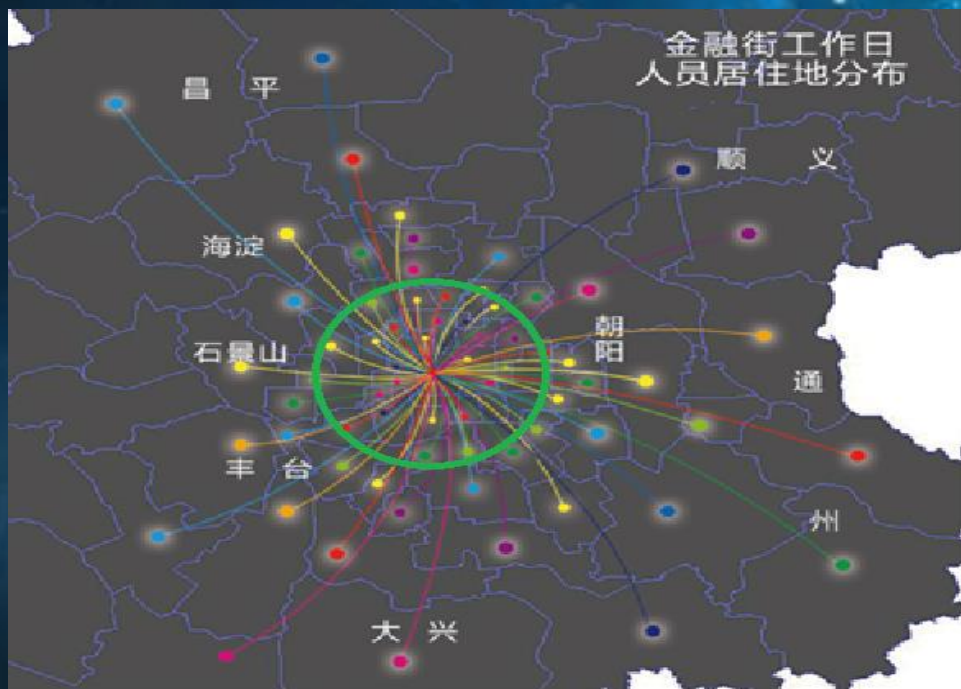 金融街工作日
人员居住地分布
昌 平
顺 义
海淀
朝阳
石景山
通州
丰 台
大 兴